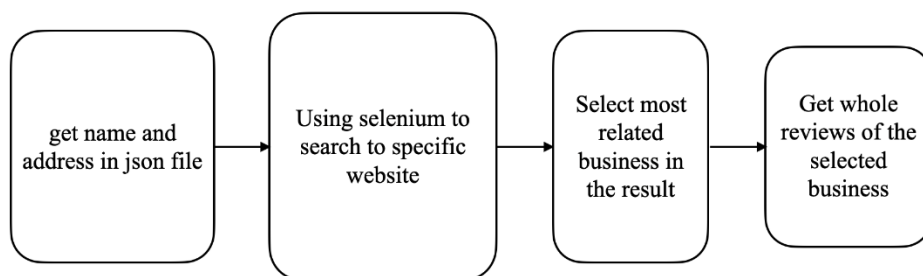 get name and
address in json file
Using selenium to
search to specific
website
Select most
related
business in
the result
Get whole
reviews of the
selected
business